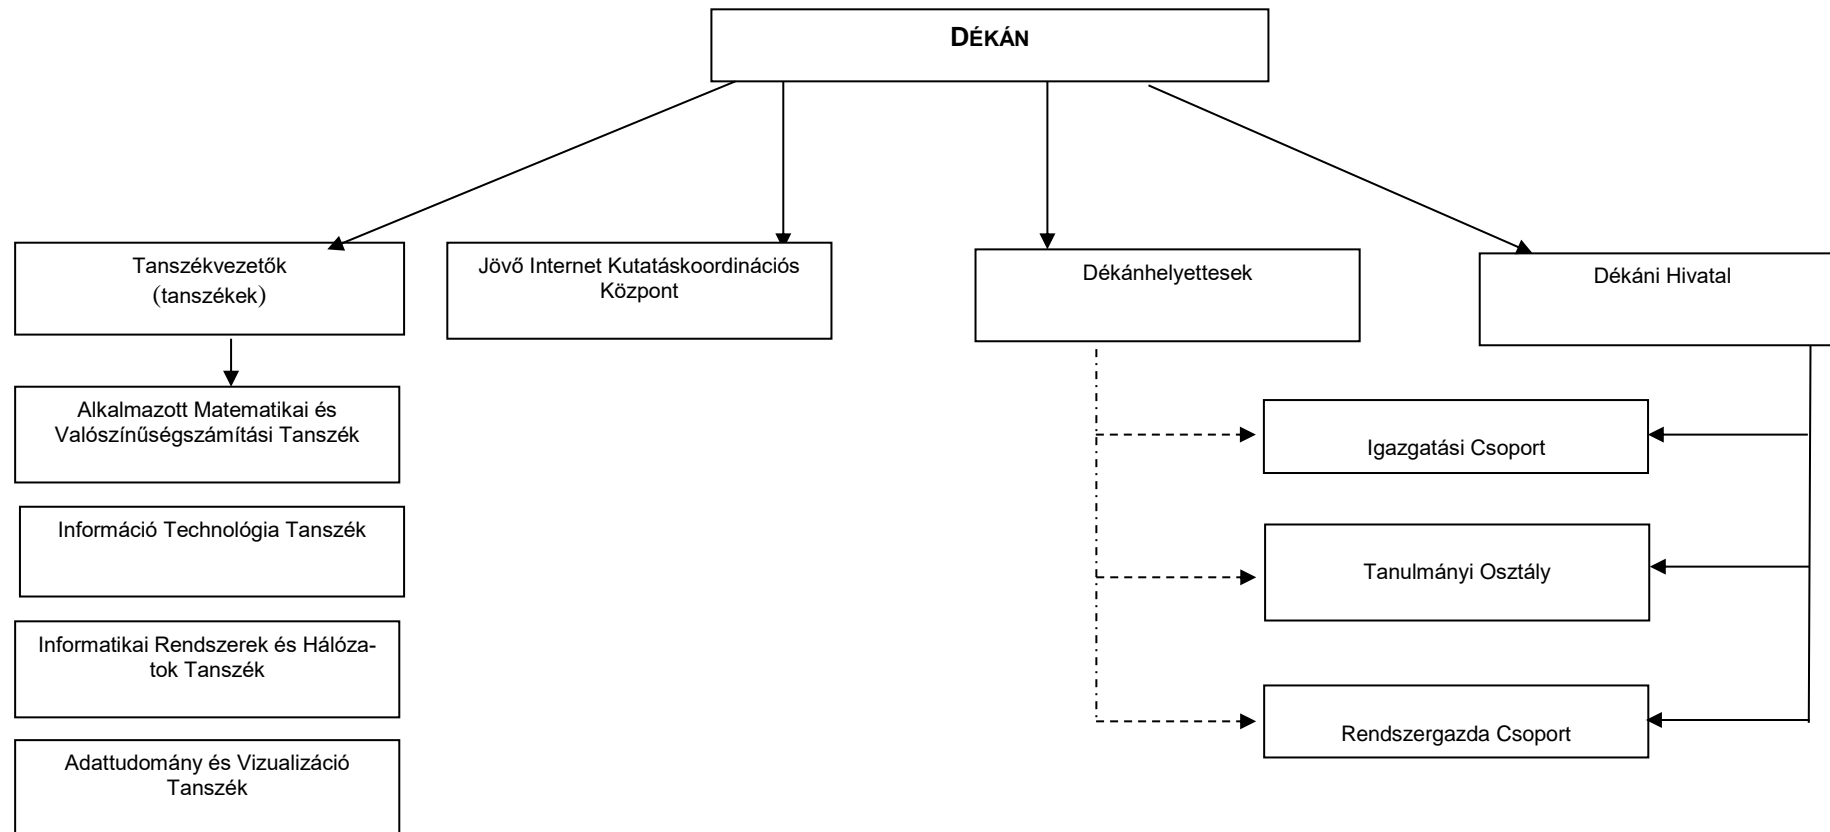 DÉKÁN
Tanszékvezetők
(tanszékek)
Jövő Internet Kutatáskoordinációs
Központ
Dékánhelyettesek
Dékáni Hivatal
Alkalmazott Matematikai és
Valószínűségszámítási Tanszék
Információ Technológia Tanszék
Informatikai Rendszerek és Hálóza-
tok Tanszék
Adattudomány és Vizualizáció
Tanszék
Igazgatási Csoport
Tanulmányi Osztály
Rendszergazda Csoport